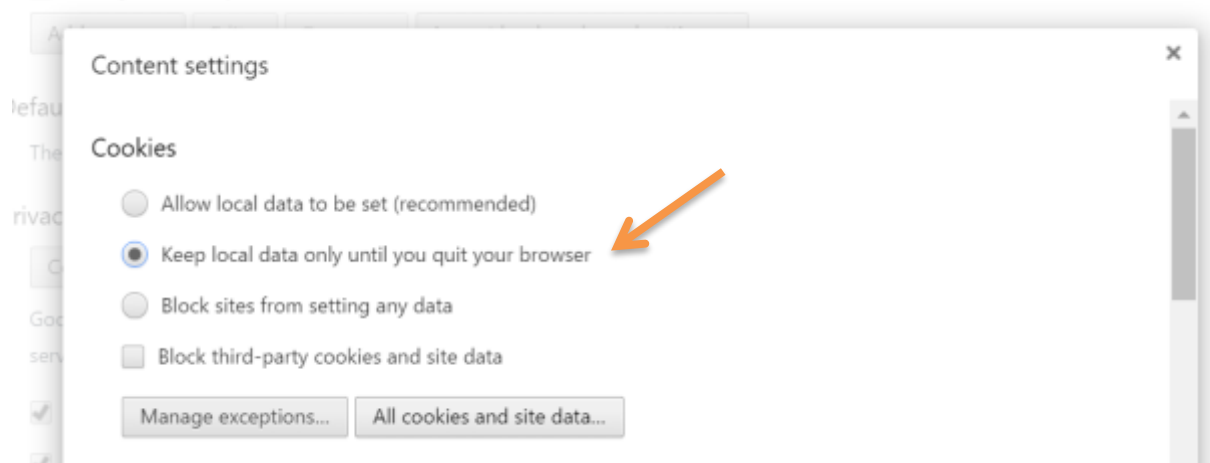 Content settings
Cookies
Allow local data to be set (recommended)
Keep local data only until you quit your browser
Block sites from setting any data
Block third-party cookies and site data
Manage exceptions...
All cookies and site data...
The